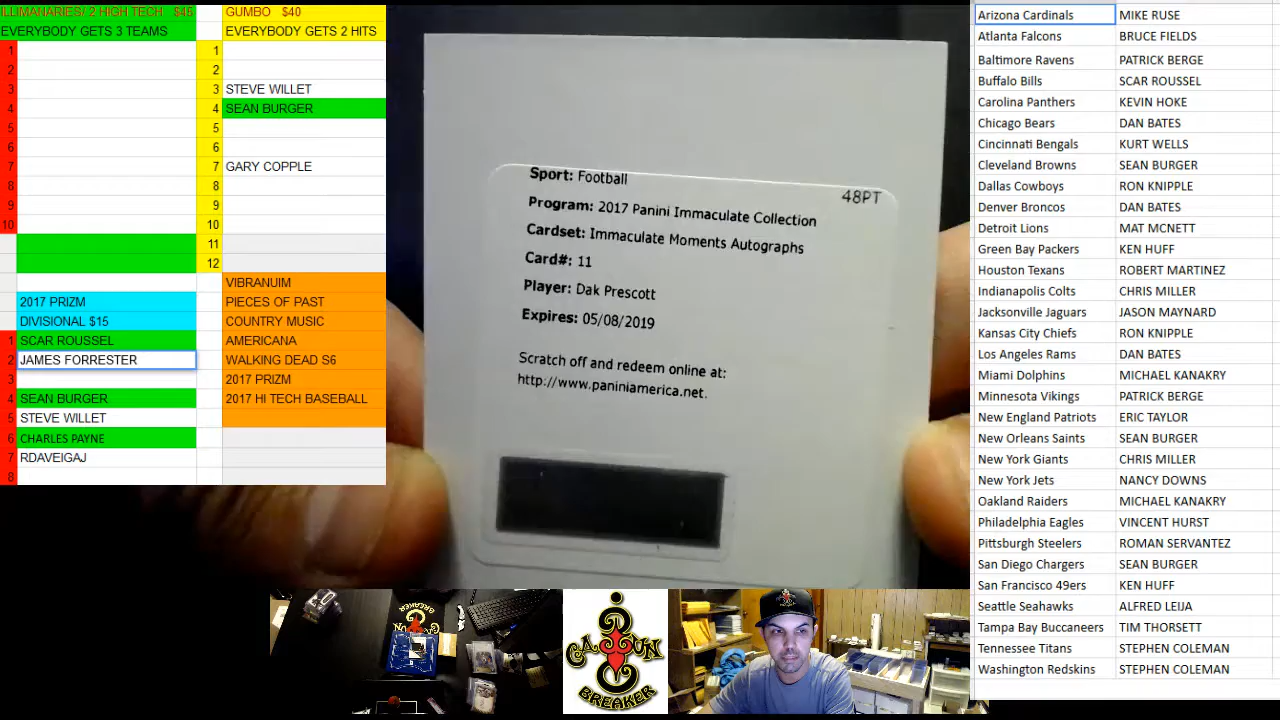 ILLIMANARIES/ 2 HIGH TECH $45
EVERYBODY GETS 3 TEAMS
1
2
3
4
5
6
7
8
9
10
2017 PRIZM
DIVISIONAL $15
1 SCAR ROUSSEL
2 JAMES FORRESTER
3
4 SEAN BURGER
5 STEVE WILLET
6 CHARLES PAYNE
7 RDAVEIGAJ
8
GUMBO $40
EVERYBODY GETS 2 HITS
1
2
3 STEVE WILLET
4 SEAN BURGER
5
6
7 GARY COPPLE
8
9
10
11
12
VIBRANUIM
PIECES OF PAST
COUNTRY MUSIC
AMERICANA
WALKING DEAD S6
2017 PRIZM
2017 HI TECH BASEBALL
48PT
Sport: Football
Program: 2017 Panini Immaculate Collection
Cardset: Immaculate Moments Autographs
Card#: 11
Player: Dak Prescott
Expires: 05/08/2019
Scratch off and redeem online at:
http://www.paniniamerica.net.
CAJUN
BREAKER
Arizona Cardinals MIKE RUSE
Atlanta Falcons BRUCE FIELDS
Baltimore Ravens PATRICK BERGE
Buffalo Bills SCAR ROUSSEL
Carolina Panthers KEVIN HOKE
Chicago Bears DAN BATES
Cincinnati Bengals KURT WELLS
Cleveland Browns SEAN BURGER
Dallas Cowboys RON KNIPPLE
Denver Broncos DAN BATES
Detroit Lions MAT MCNETT
Green Bay Packers KEN HUFF
Houston Texans ROBERT MARTINEZ
Indianapolis Colts CHRIS MILLER
Jacksonville Jaguars JASON MAYNARD
Kansas City Chiefs RON KNIPPLE
Los Angeles Rams DAN BATES
Miami Dolphins MICHAEL KANAKRY
Minnesota Vikings PATRICK BERGE
New England Patriots ERIC TAYLOR
New Orleans Saints SEAN BURGER
New York Giants CHRIS MILLER
New York Jets NANCY DOWNS
Oakland Raiders MICHAEL KANAKRY
Philadelphia Eagles VINCENT HURST
Pittsburgh Steelers ROMAN SERVANTEZ
San Diego Chargers SEAN BURGER
San Francisco 49ers KEN HUFF
Seattle Seahawks ALFRED LEIJA
Tampa Bay Buccaneers TIM THORSETT
Tennessee Titans STEPHEN COLEMAN
Washington Redskins STEPHEN COLEMAN